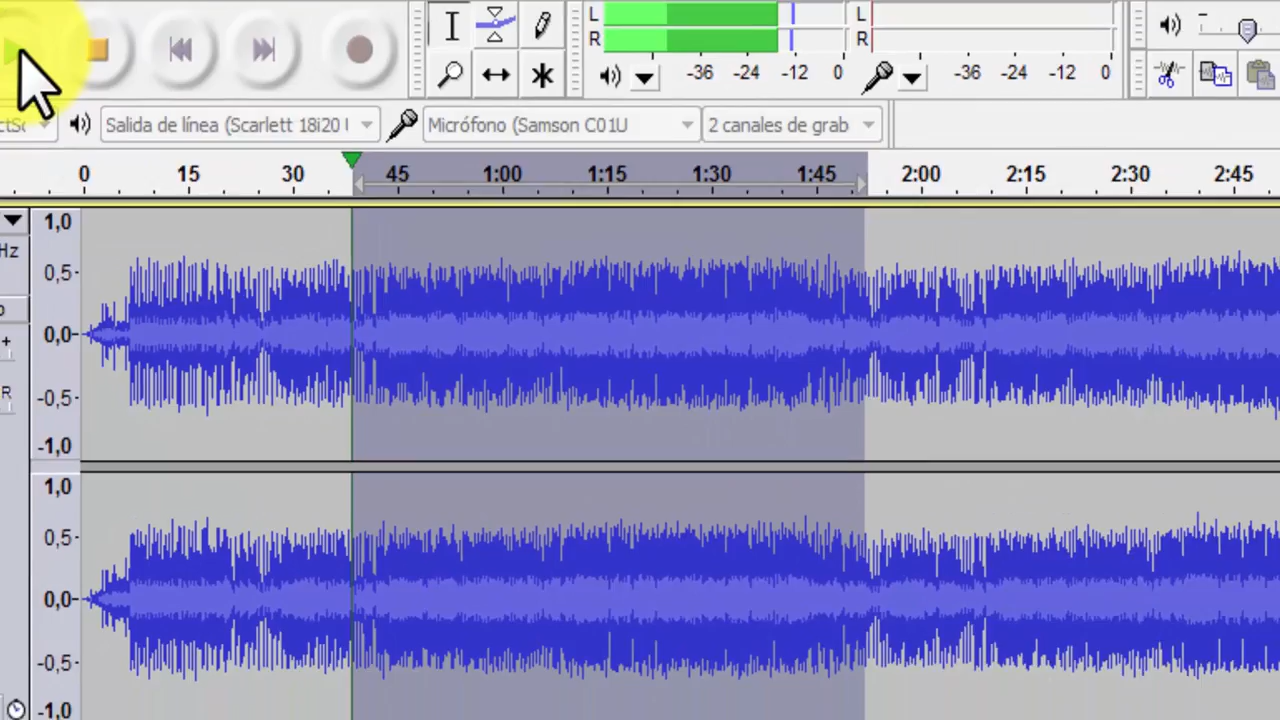 L
R
-36 -24 -12 0
L
R
-36 -24 -12 0
Salida de línea (Scarlett 18i20
Micrófono (Samson C01U
2 canales de grab
0 15 30 45 1:00 1:15 1:30 1:45 2:00 2:15 2:30 2:45
Hz
R
1,0
0,5
0,0
-0,5
-1,0
1,0
0,5
0,0
-0,5
-1,0